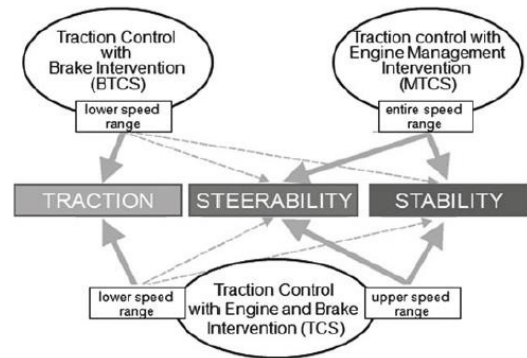 Traction Control
with
Brake Intervention
(BTCS)
lower speed
range
Traction control with
Engine Management
Intervention
(MTCS)
entire speed
range
TRACTION
STEERABILITY
STABILITY
lower speed
range
Traction Control
with Engine and Brake
Intervention (TCS)
upper speed
range